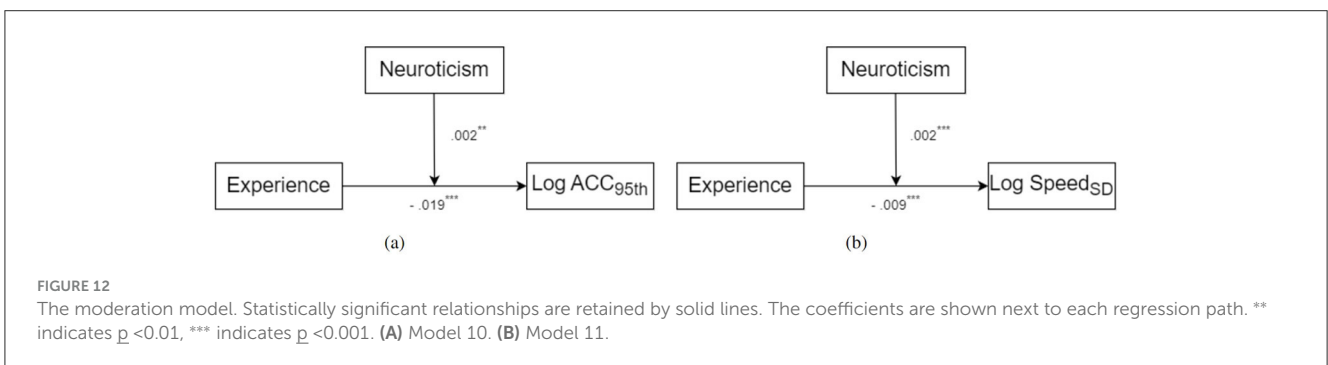 Neuroticism
Neuroticism
.002**
.002***
Experience
Log ACC95th
Experience
Log SpeedSD
- .019***
- .009***
(a)
(b)
FIGURE 12
The moderation model. Statistically significant relationships are retained by solid lines. The coefficients are shown next to each regression path. **
indicates p <0.01, *** indicates p <0.001. (A) Model 10. (B) Model 11.